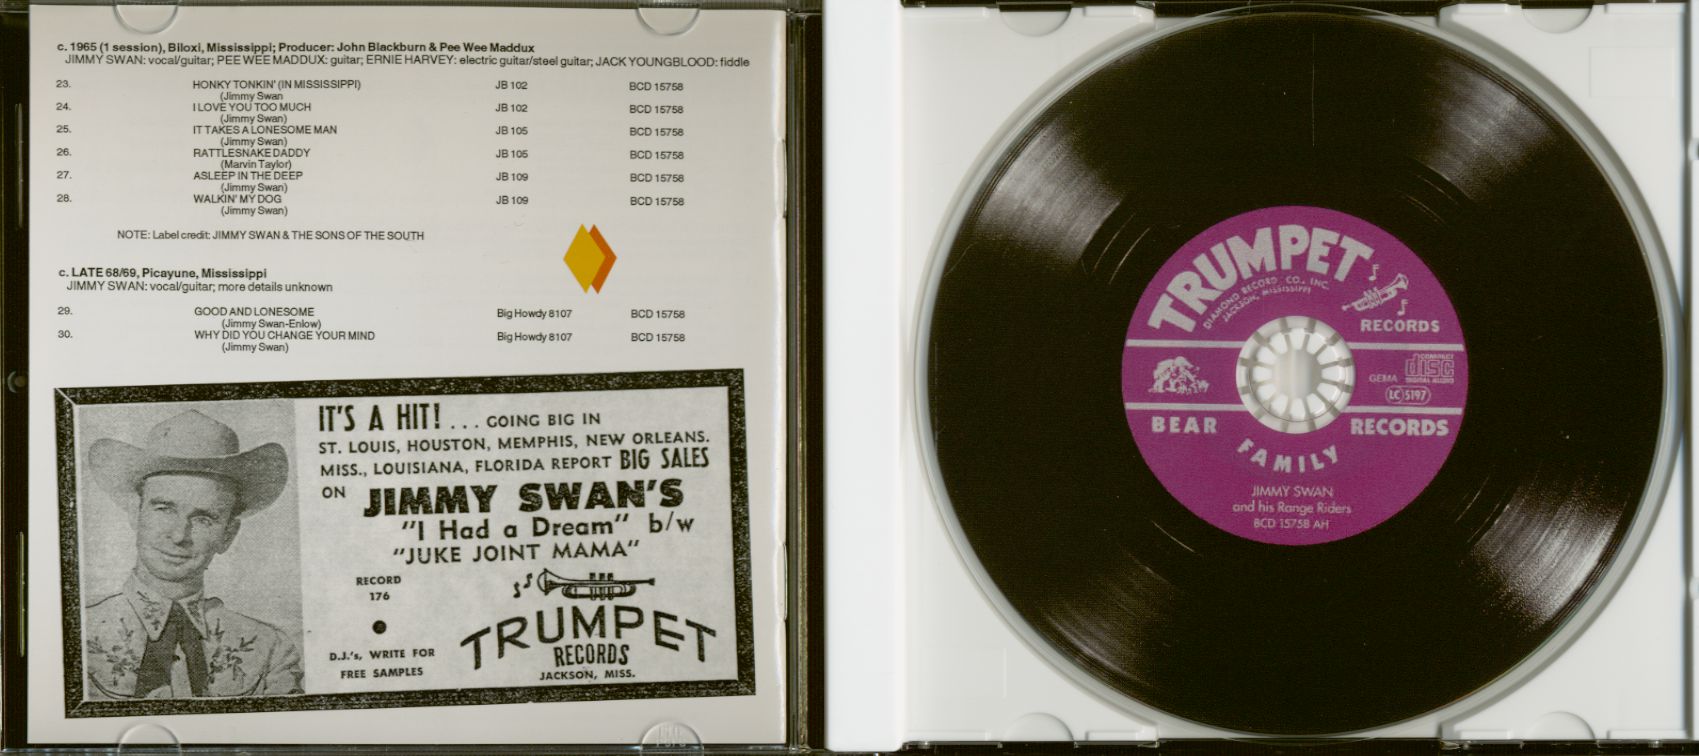 c. 1965 (1 session), Biloxi, Mississippi; Producer: John Blackburn & Pee Wee Maddux
JIMMY SWAN: vocal/guitar; PEE WEE MADDUX: guitar; ERNIE HARVEY: electric guitar/steel guitar; JACK YOUNGBLOOD: fiddle
23. HONKY TONKIN' (IN MISSISSIPPI) JB 102 BCD 15758
(Jimmy Swan
24. I LOVE YOU TOO MUCH JB 102 BCD 15758
(Jimmy Swan)
25. IT TAKES A LONESOME MAN JB 105 BCD 15758
(Jimmy Swan)
26. RATTLESNAKE DADDY JB 105 BCD 15758
(Marvin Taylor)
27. ASLEEP IN THE DEEP JB 109 BCD 15758
(Jimmy Swan)
28. WALKIN' MY DOG JB 109 BCD 15758
(Jimmy Swan)
NOTE: Label credit: JIMMY SWAN & THE SONS OF THE SOUTH
c. LATE 68/69, Picayune, Mississippi
JIMMY SWAN: vocal/guitar; more details unknown
29. GOOD AND LONESOME Big Howdy 8107 BCD 15758
(Jimmy Swan-Enlow)
30. WHY DID YOU CHANGE YOUR MIND Big Howdy 8107 BCD 15758
(Jimmy Swan)
IT'S A HIT! . . . GOING BIG IN
ST. LOUIS, HOUSTON, MEMPHIS, NEW ORLEANS.
MISS., LOUISIANA, FLORIDA REPORT BIG SALES
ON JIMMY SWAN'S
"I Had a Dream" b/w
"JUKE JOINT MAMA"
RECORD
176
D.J.'s, WRITE FOR
FREE SAMPLES
TRUMPET
RECORDS
JACKSON, MISS.
TRUMPET
DIAMOND RECORD CO., INC.
JACKSON, MISSISSIPPI
RECORDS
COMPACT
disc
DIGITAL AUDIO
GEMA
LC 5197
BEAR FAMILY RECORDS
JIMMY SWAN
and his Range Riders
BCD 15758 AH